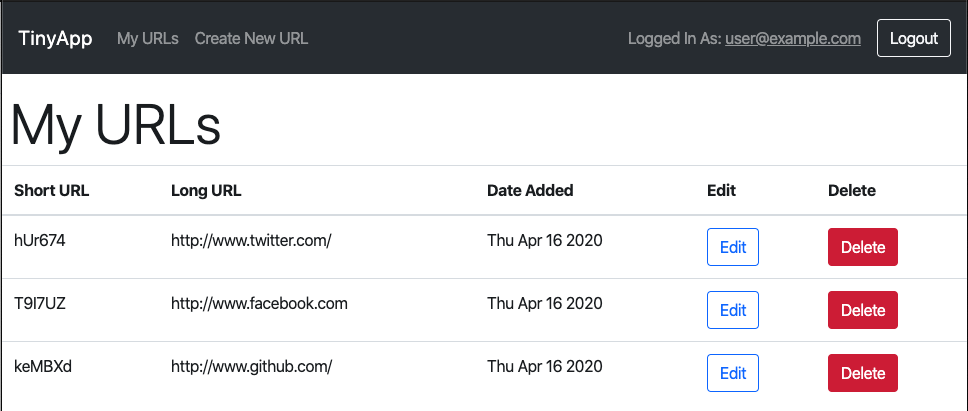 TinyApp My URLs Create New URL Logged In As: user@example.com Logout
My URLs
Short URL Long URL Date Added Edit Delete
hUr674 http://www.twitter.com/ Thu Apr 16 2020 Edit Delete
T9I7UZ http://www.facebook.com Thu Apr 16 2020 Edit Delete
keMBXd http://www.github.com/ Thu Apr 16 2020 Edit Delete